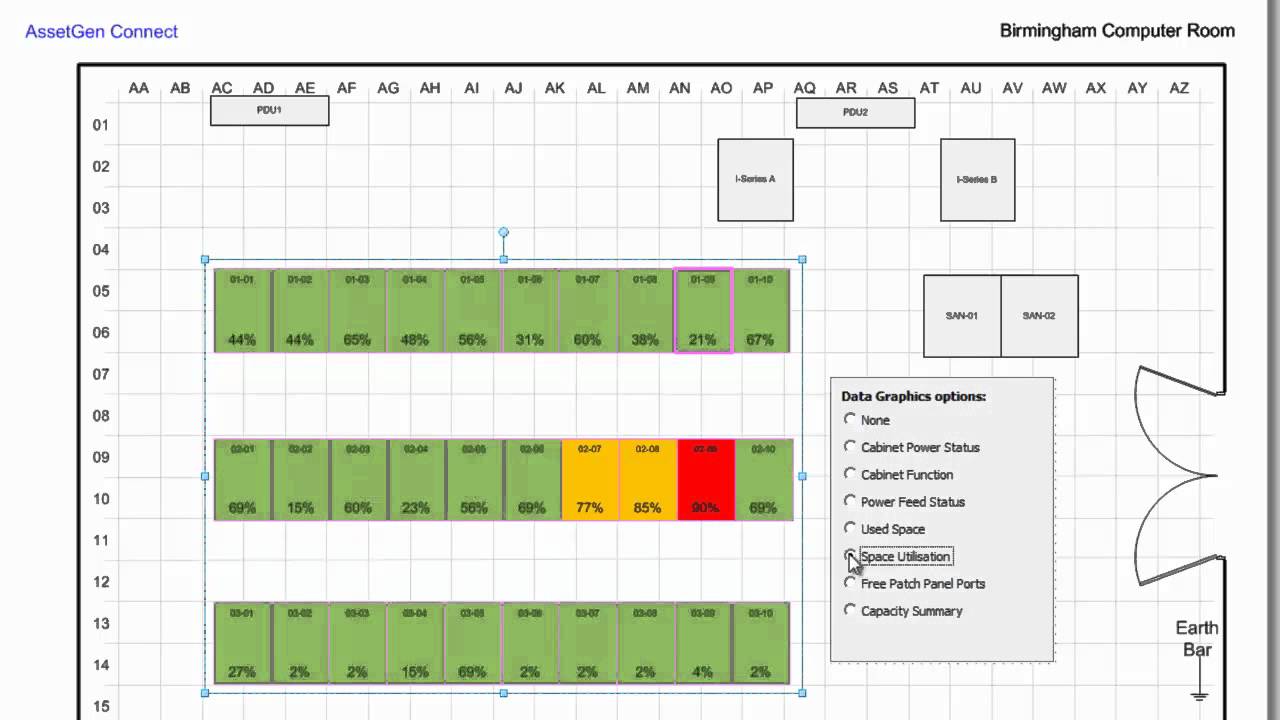 AssetGen Connect
Birmingham Computer Room
AA AB AC AD AE AF AG AH AI AJ AK AL AM AN AO AP AQ AR AS AT AU AV AW AX AY AZ
PDU1
PDU2
01
02
I-Series A
I-Series B
03
04
01-01 01-02 01-03 01-04 01-05 01-06 01-07 01-08 01-09 01-10
05
SAN-01 SAN-02
06
44% 44% 65% 48% 56% 31% 60% 38% 21% 67%
07
Data Graphics options:
08
None
Cabinet Power Status
02-01 02-02 02-03 02-04 02-05 02-06 02-07 02-08 02-09 02-10
09
Cabinet Function
10
Power Feed Status
69% 15% 60% 23% 56% 69% 77% 85% 90% 69%
Used Space
11
Space Utilisation
12
Free Patch Panel Ports
03-01 03-02 03-03 03-04 03-05 03-06 03-07 03-08 03-09 03-10
Capacity Summary
13
Earth
Bar
14
27% 2% 2% 15% 69% 2% 2% 2% 4% 2%
15